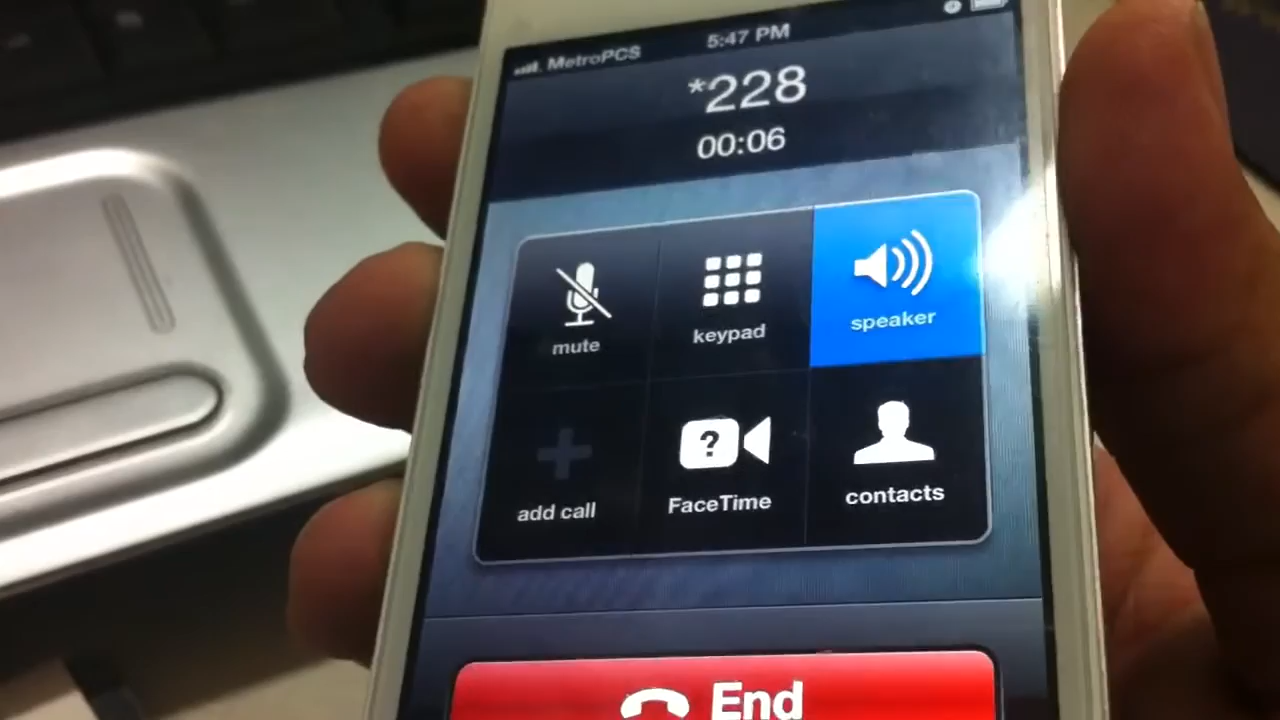 MetroPCS 5:47 PM
*228
00:06
mute keypad speaker
?
add call FaceTime contacts
End